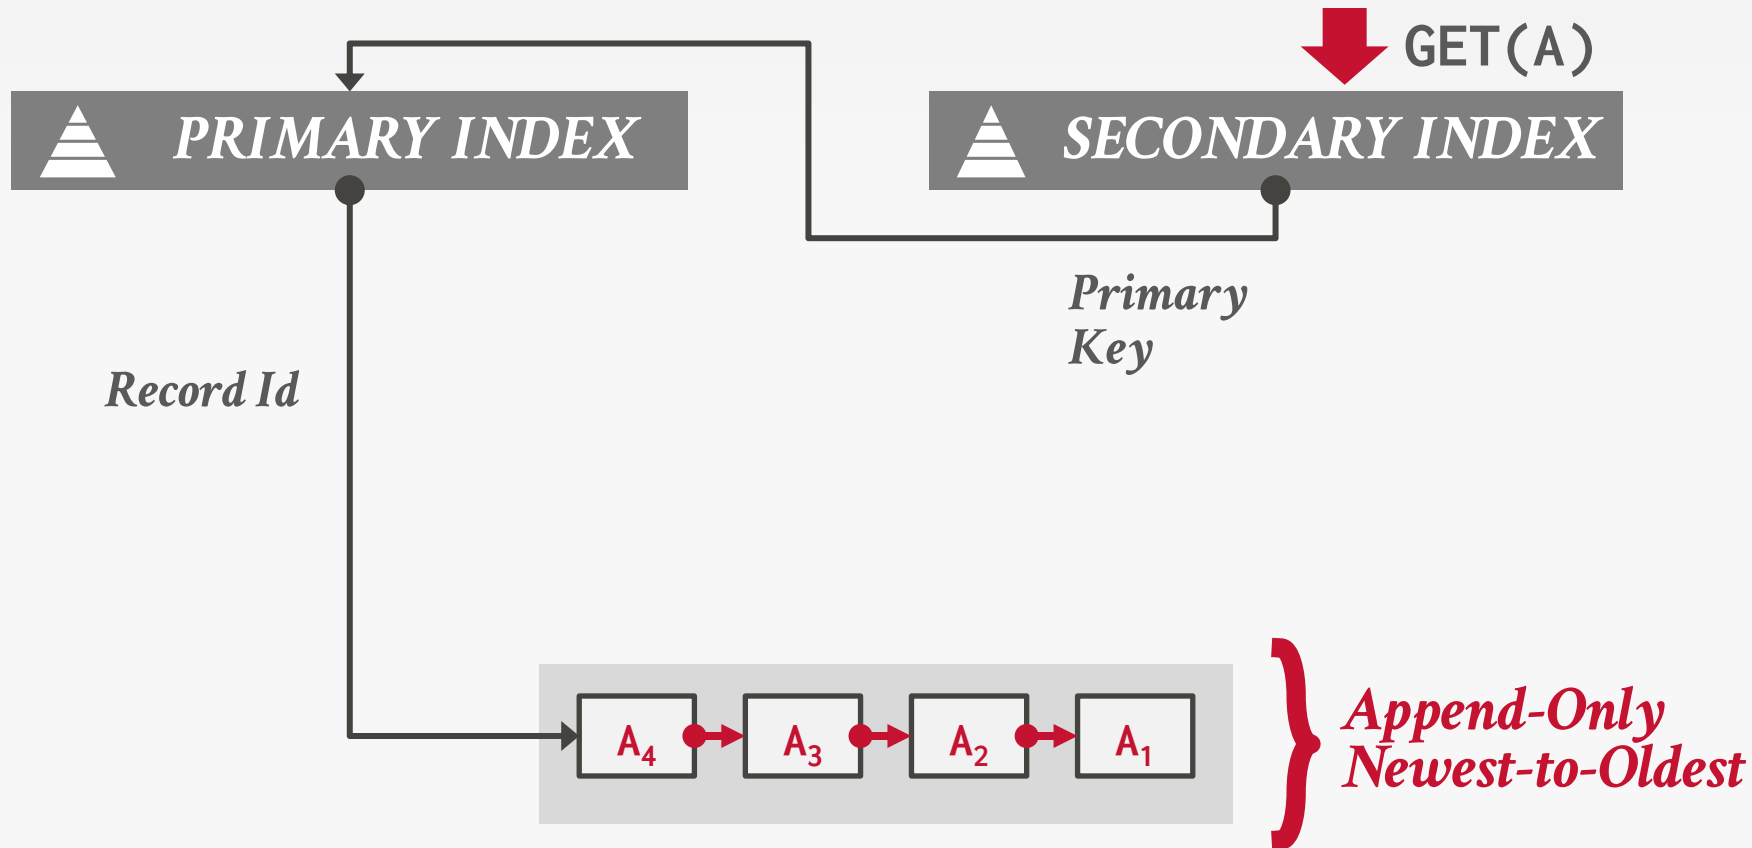 GET(A)
PRIMARY INDEX
SECONDARY INDEX
Primary
Key
Record Id
A4
A3
A2
A1
Append-Only
Newest-to-Oldest